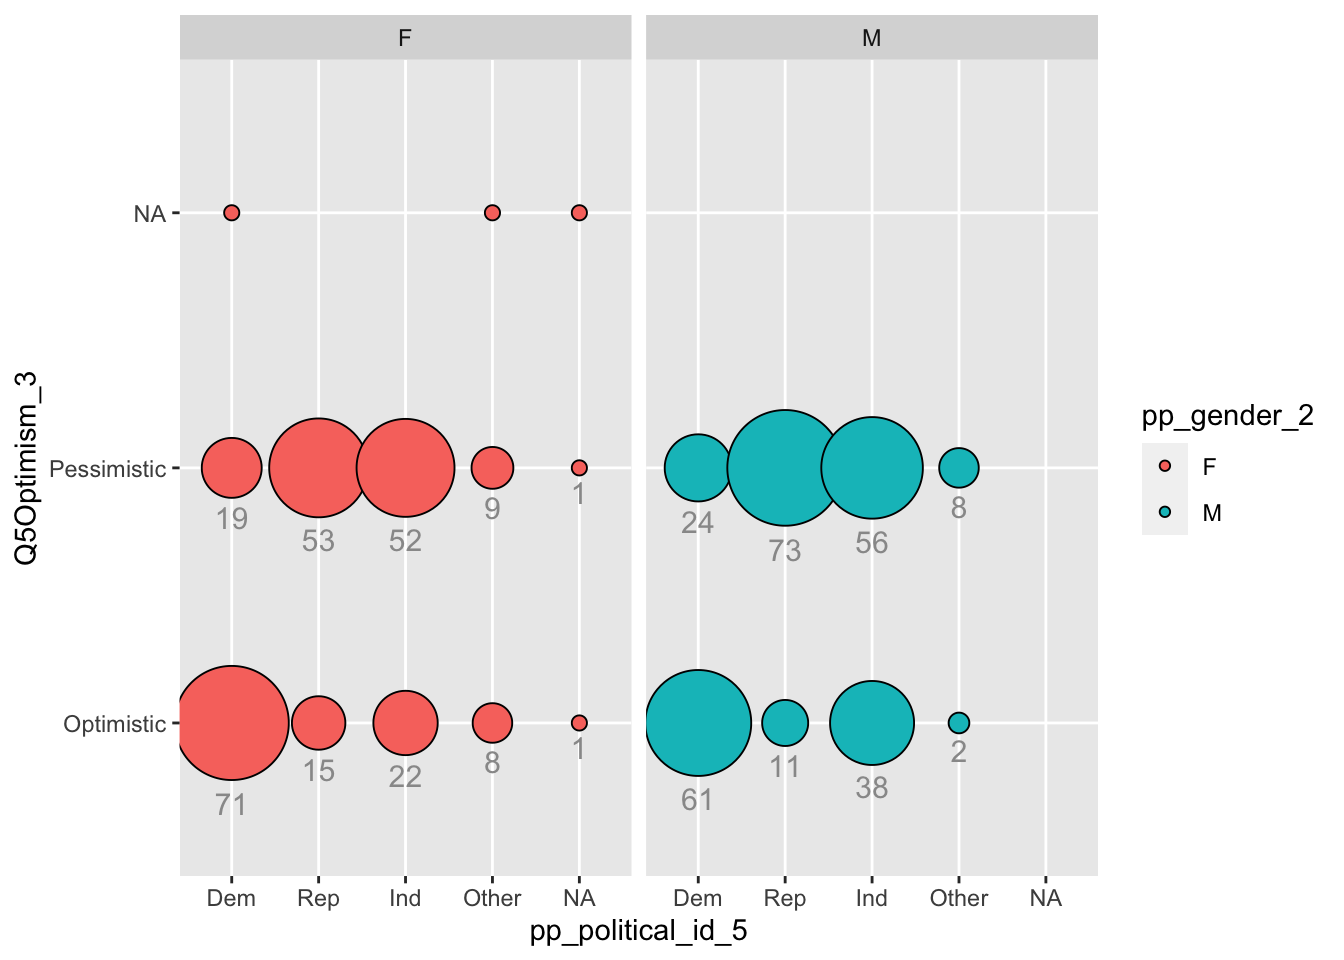 F
M
NA
Pessimistic
19
53
52
9
1
24
73
56
8
Optimistic
71
15
22
8
1
61
11
38
2
Dem
Rep
Ind
Other
NA
Dem
Rep
Ind
Other
NA
pp_political_id_5
Q5Optimism_3
pp_gender_2
F
M